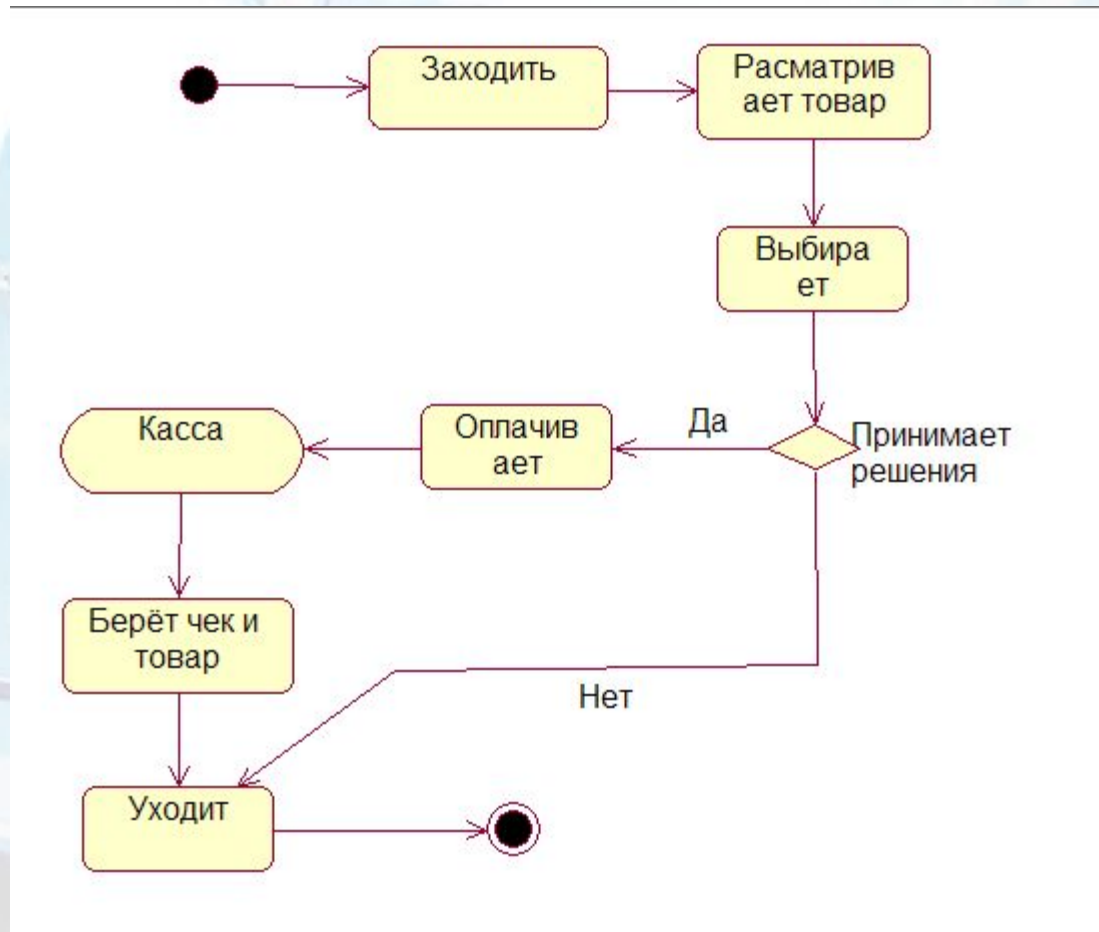 Заходить
Расматрив
ает товар
Выбира
ет
Принимает
решения
Да
Оплачив
ает
Касса
Берёт чек и
товар
Нет
Уходит